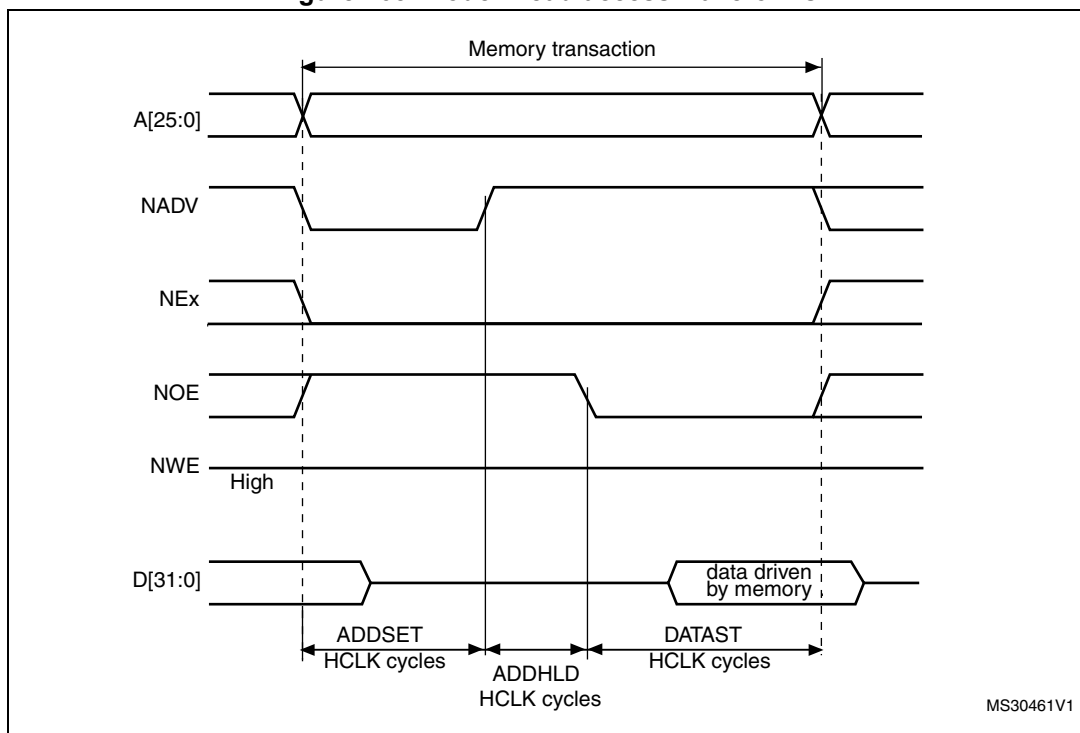 Memory transaction
A[25:0]
NADV
NEx
NOE
NWE
High
D[31:0]
data driven
by memory
ADDSET
HCLK cycles
ADDHLD
HCLK cycles
DATAST
HCLK cycles
MS30461V1